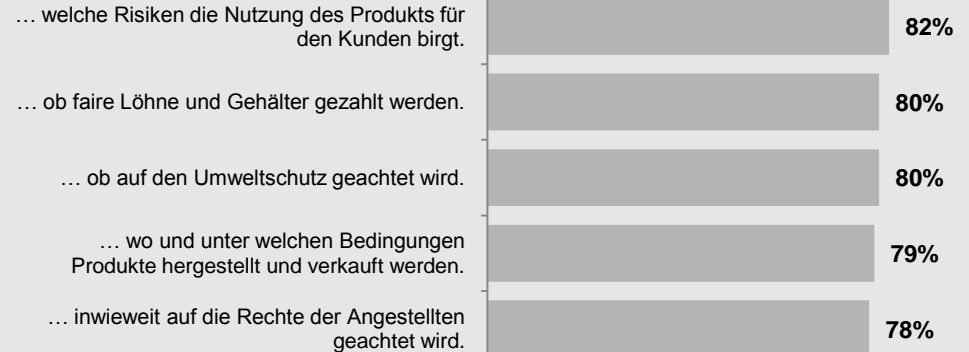 … welche Risiken die Nutzung des Produkts für
den Kunden birgt.
82%
… ob faire Löhne und Gehälter gezahlt werden.
80%
… ob auf den Umweltschutz geachtet wird.
80%
… wo und unter welchen Bedingungen
Produkte hergestellt und verkauft werden.
79%
… inwieweit auf die Rechte der Angestellten
geachtet wird.
78%